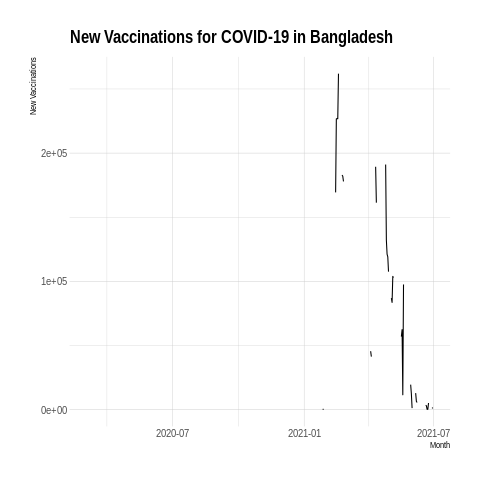 New Vaccinations for COVID-19 in Bangladesh
New Vaccinations
2e+05
1e+05
0e+00
2020-07
2021-01
2021-07
Month